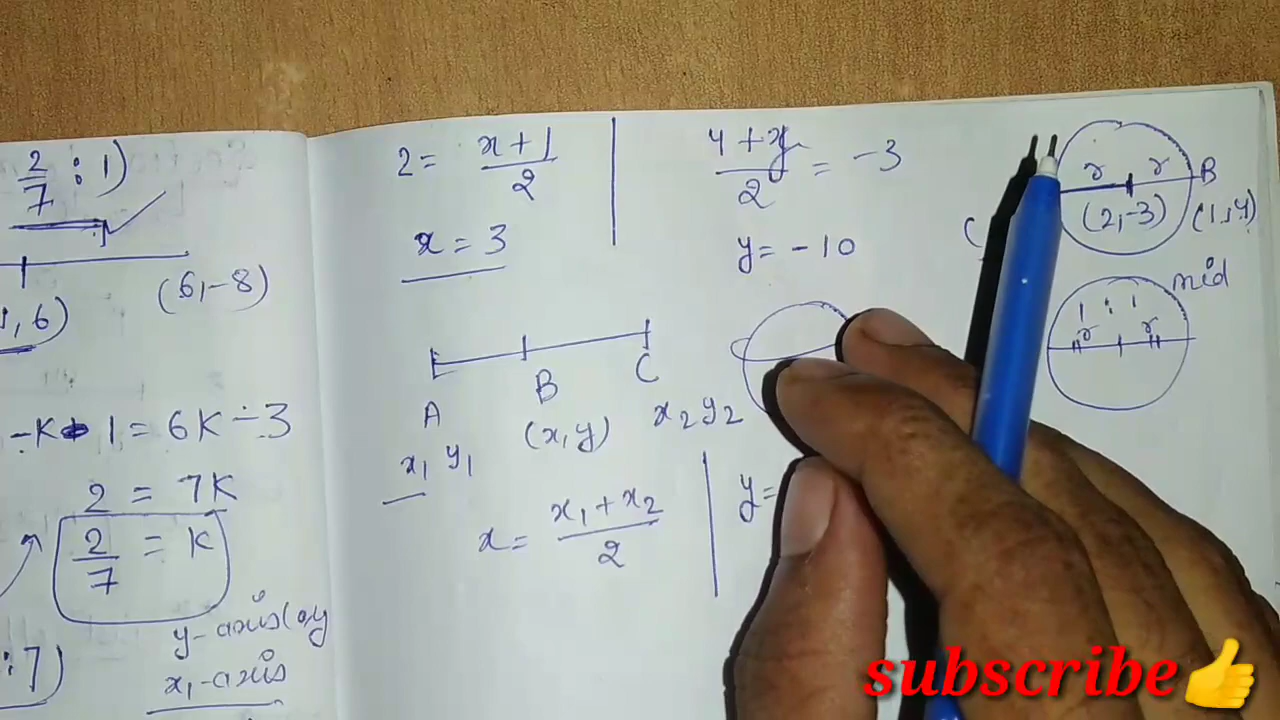 2/7 : 1)
(6, -8)
, 6)
-K 1 = 6K - 3
2 = 7K
2/7 = K
y-axis
: 7)
x,-axis
2 = x+1/2
x = 3
4+y/2 = -3
y = -10
A B C
(x, y)
x₁ y₁
x₂ y₂
x = x₁ + x₂/2
y =
r r B
(2, -3) (1, 4)
C
mid
1 : 1
r r
subscribe👍